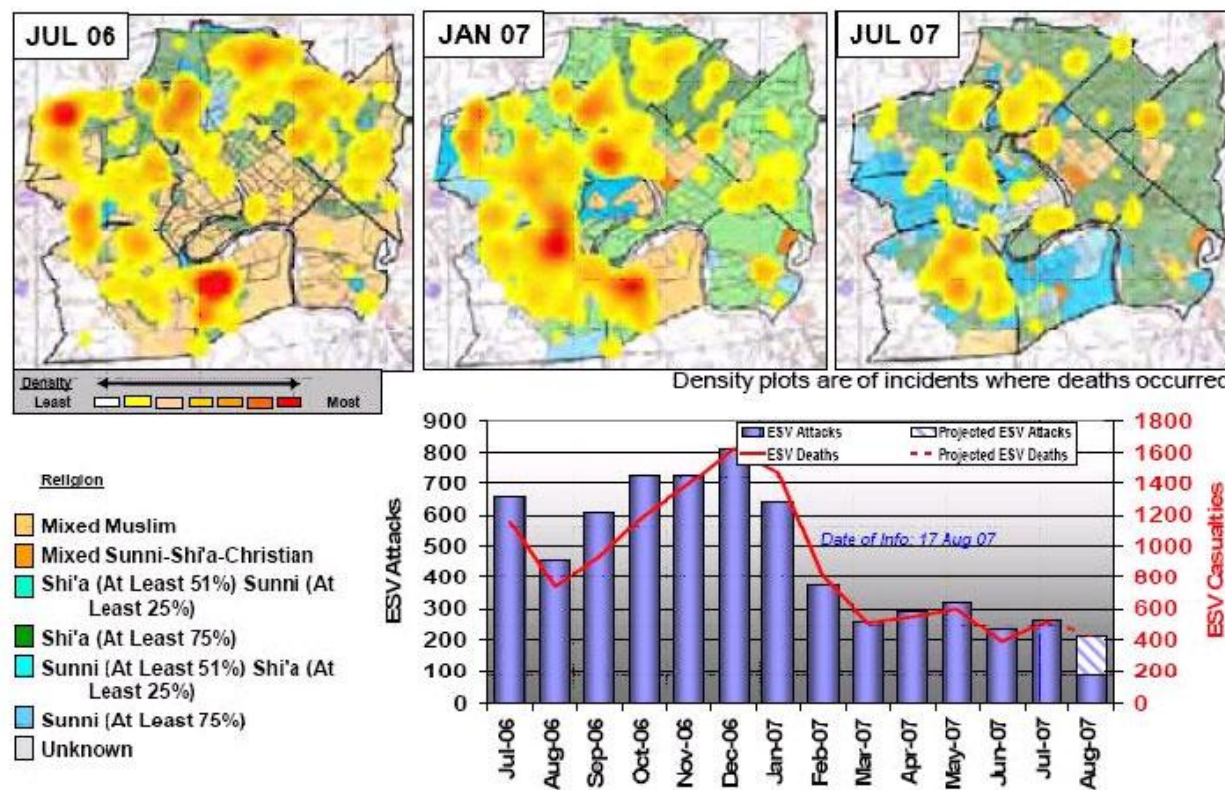 JUL 06
JAN 07
JUL 07
Density
Least
Most
Density plots are of incidents where deaths occurred
Religion
Mixed Muslim
Mixed Sunni-Shi'a-Christian
Shi'a (At Least 51%) Sunni (At
Least 25%)
Shi'a (At Least 75%)
Sunni (At Least 51%) Shi'a (At
Least 25%)
Sunni (At Least 75%)
Unknown
ESV Attacks
900
800
700
600
500
400
300
200
100
0
ESV Attacks
Projected ESV Attacks
ESV Deaths
Projected ESV Deaths
Date of Info: 17 Aug 07
1800
1600
1400
1200
1000
800
600
400
200
0
ESV Casualties
Jul-06
Aug-06
Sep-06
Oct-06
Nov-06
Dec-06
Jan-07
Feb-07
Mar-07
Apr-07
May-07
Jun-07
Jul-07
Aug-07